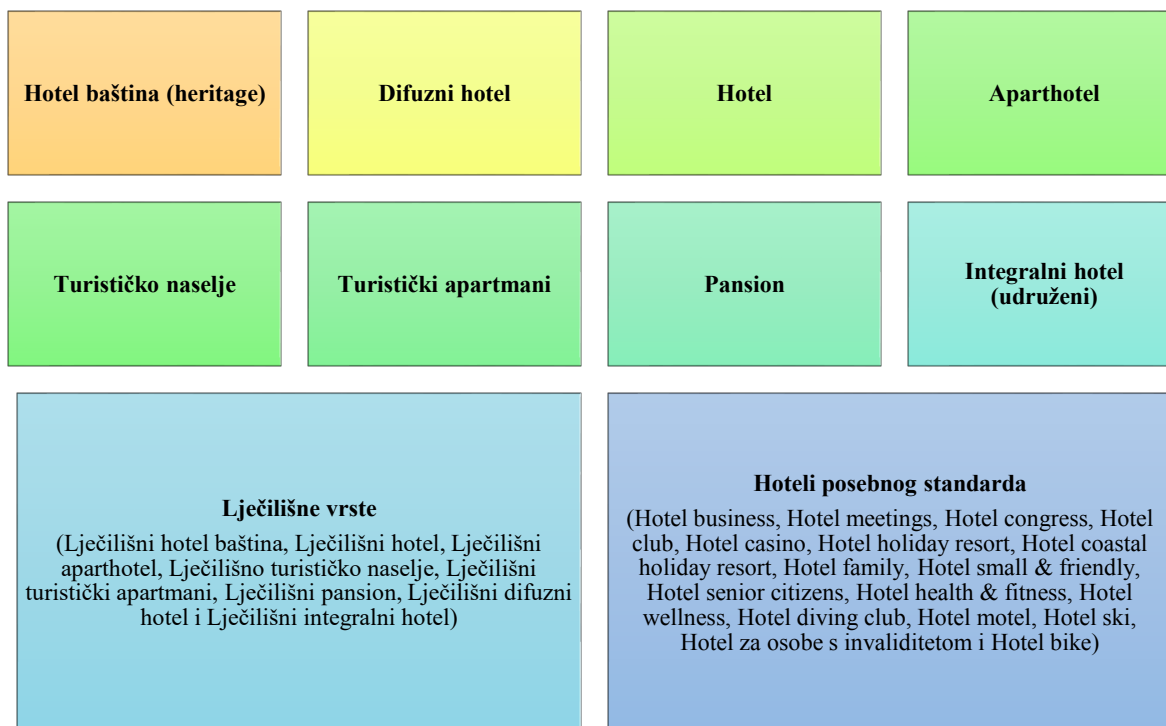 Hotel baština (heritage)
Difuzni hotel
Hotel
Aparthotel
Turističko naselje
Turistički apartmani
Pansion
Integralni hotel
(udruženi)
Lječilišne vrste
(Lječilišni hotel baština, Lječilišni hotel, Lječilišni
aparthotel, Lječilišno turističko naselje, Lječilišni
turistički apartmani, Lječilišni pansion, Lječilišni difuzni
hotel i Lječilišni integralni hotel)
Hoteli posebnog standarda
(Hotel business, Hotel meetings, Hotel congress, Hotel
club, Hotel casino, Hotel holiday resort, Hotel coastal
holiday resort, Hotel family, Hotel small & friendly,
Hotel senior citizens, Hotel health & fitness, Hotel
wellness, Hotel diving club, Hotel motel, Hotel ski,
Hotel za osobe s invaliditetom i Hotel bike)